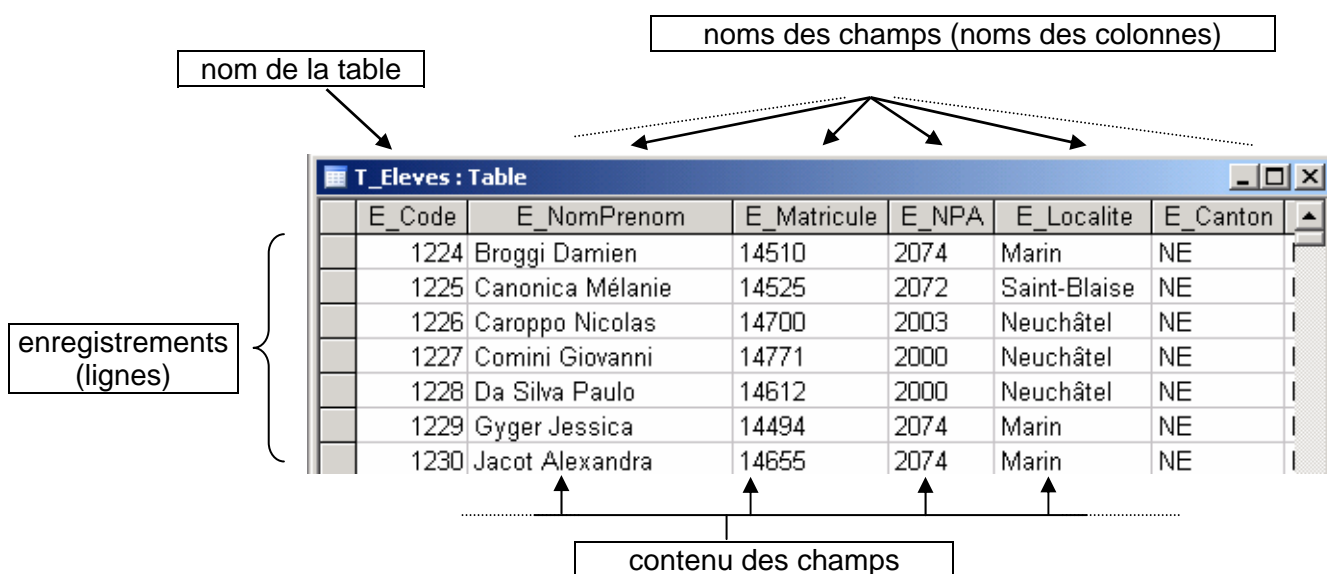 noms des champs (noms des colonnes)
nom de la table
T_Eleves : Table
E_Code E_NomPrenom E_Matricule E_NPA E_Localite E_Canton
1224 Broggi Damien 14510 2074 Marin NE
1225 Canonica Mélanie 14525 2072 Saint-Blaise NE
1226 Caroppo Nicolas 14700 2003 Neuchâtel NE
1227 Comini Giovanni 14771 2000 Neuchâtel NE
1228 Da Silva Paulo 14612 2000 Neuchâtel NE
1229 Gyger Jessica 14494 2074 Marin NE
1230 Jacot Alexandra 14655 2074 Marin NE
enregistrements
(lignes)
contenu des champs